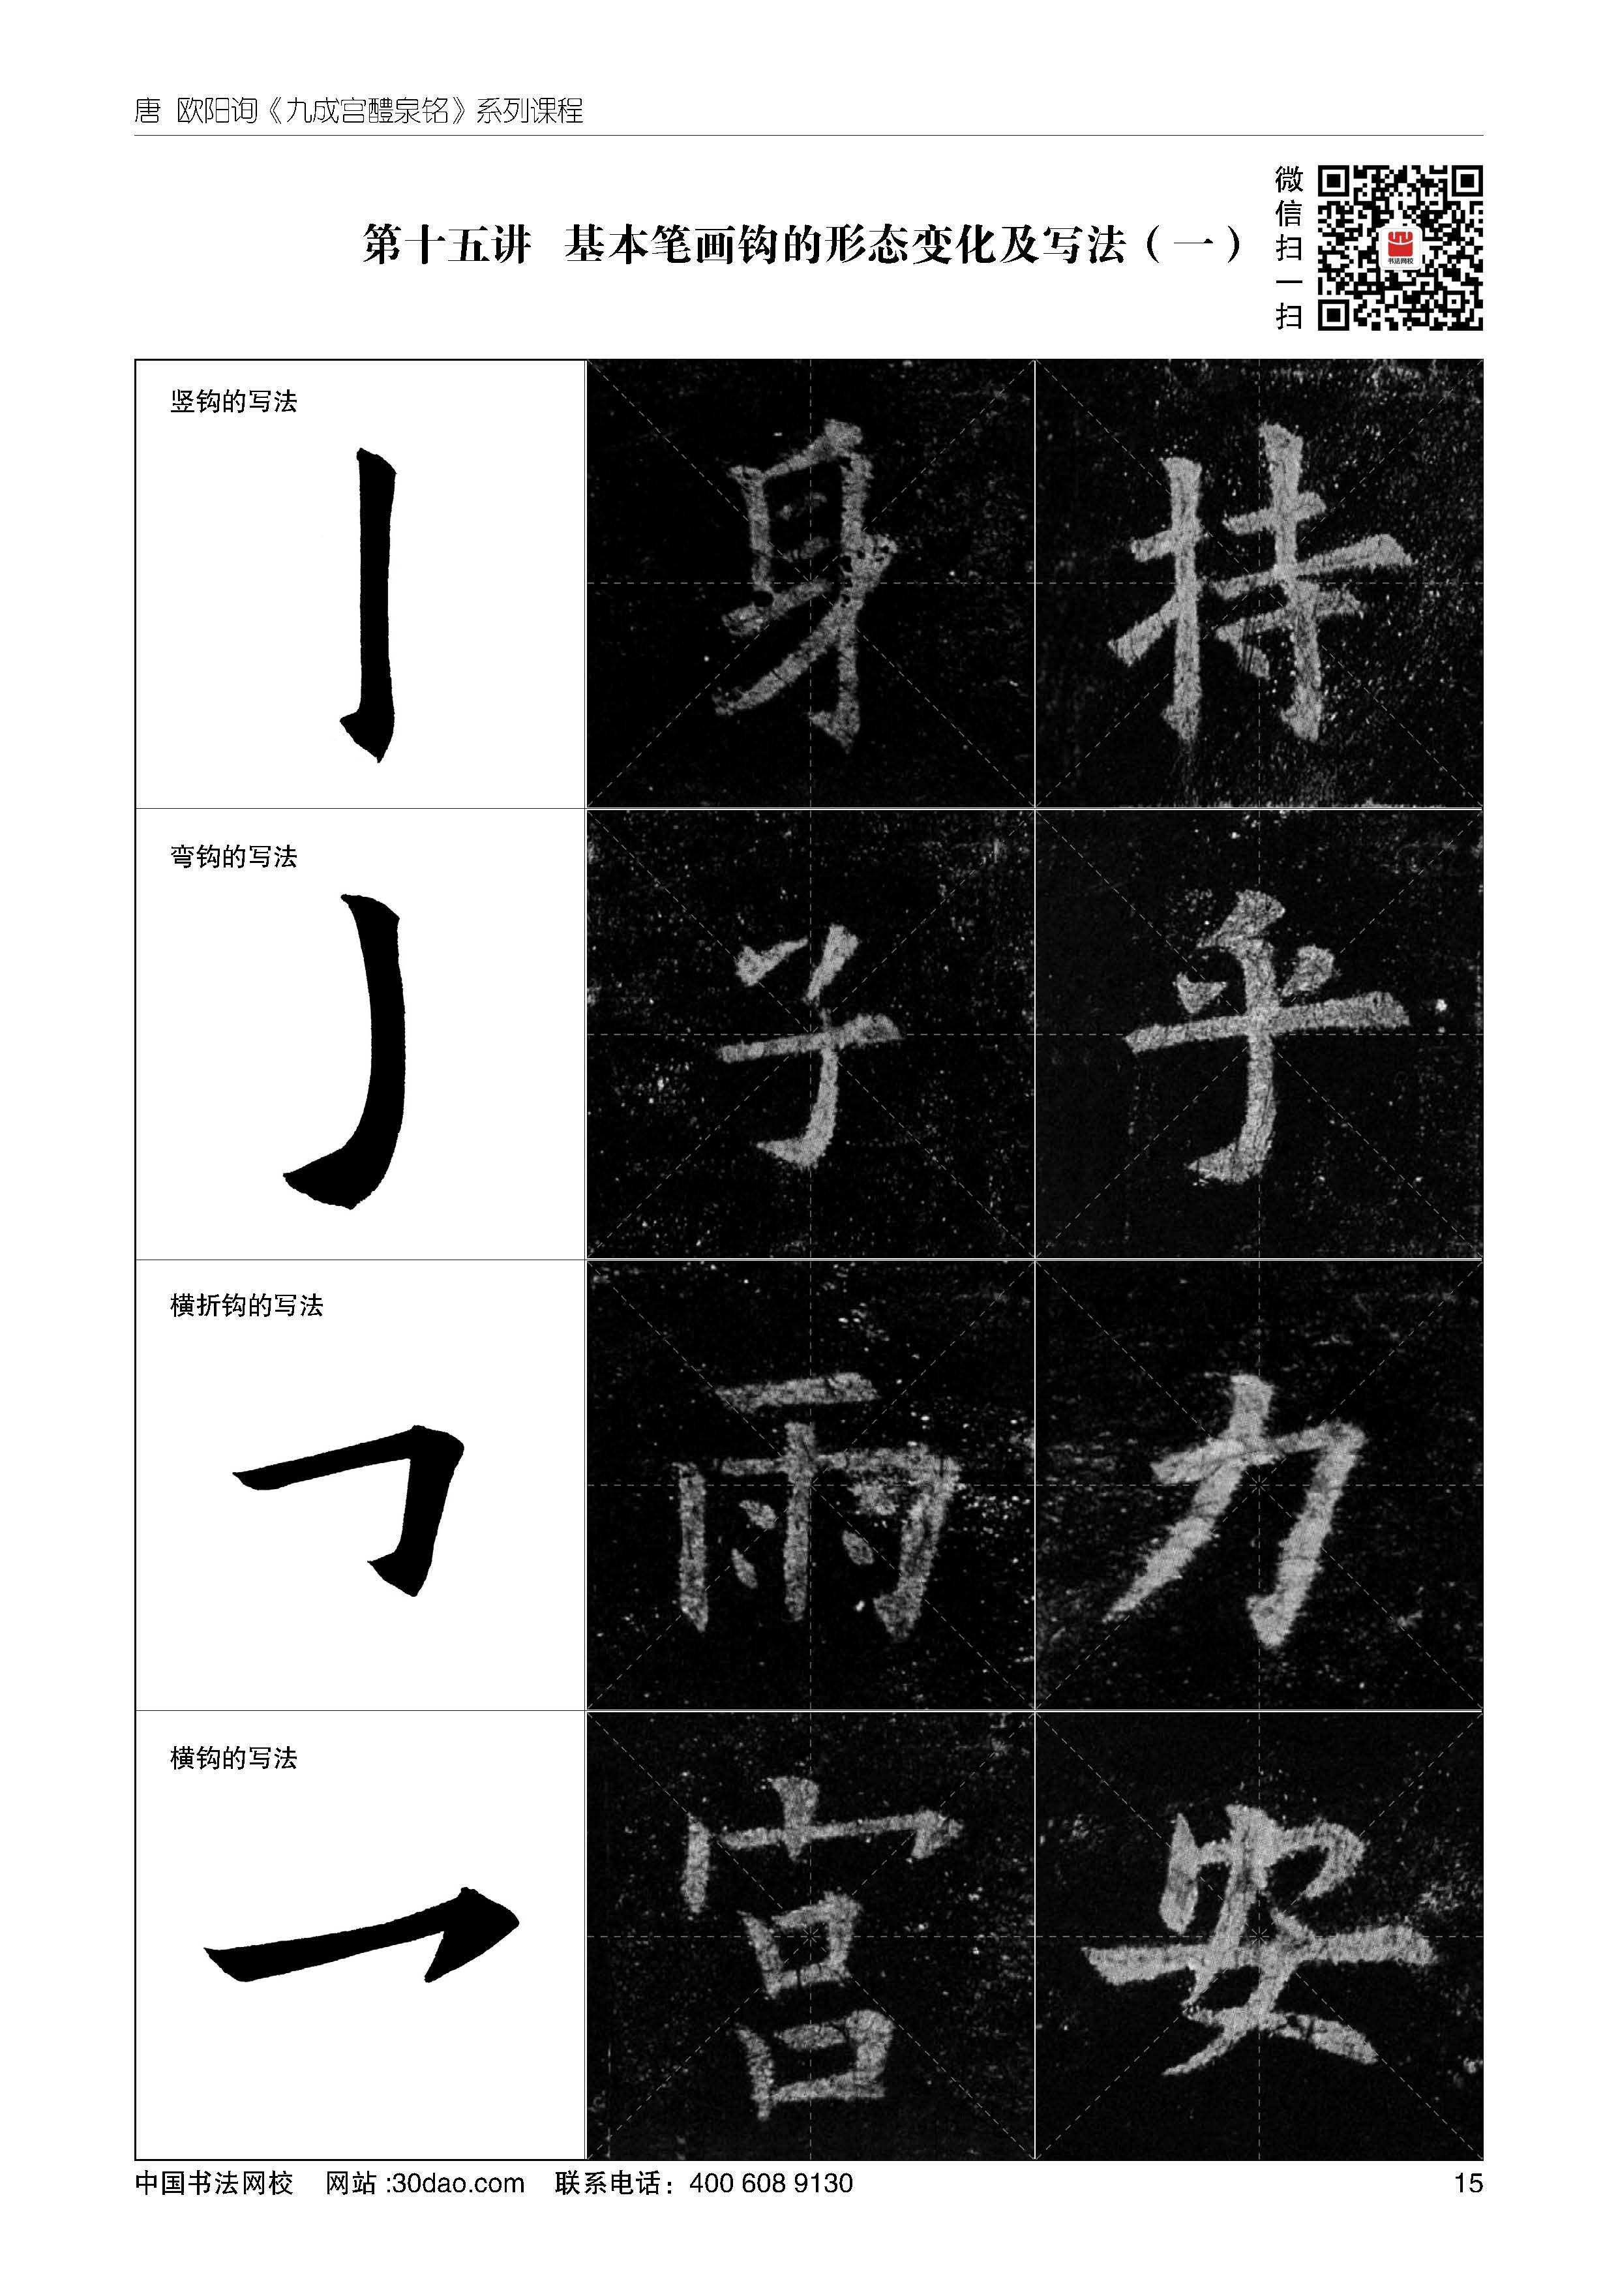 唐 欧阳询《九成宫醴泉铭》系列课程
第十五讲 基本笔画钩的形态变化及写法（一）
微信扫一扫
书法网校
竖钩的写法
身 持
弯钩的写法
子 乎
横折钩的写法
雨 力
横钩的写法
宫 安
中国书法网校 网站:30dao.com 联系电话：400 608 9130
15